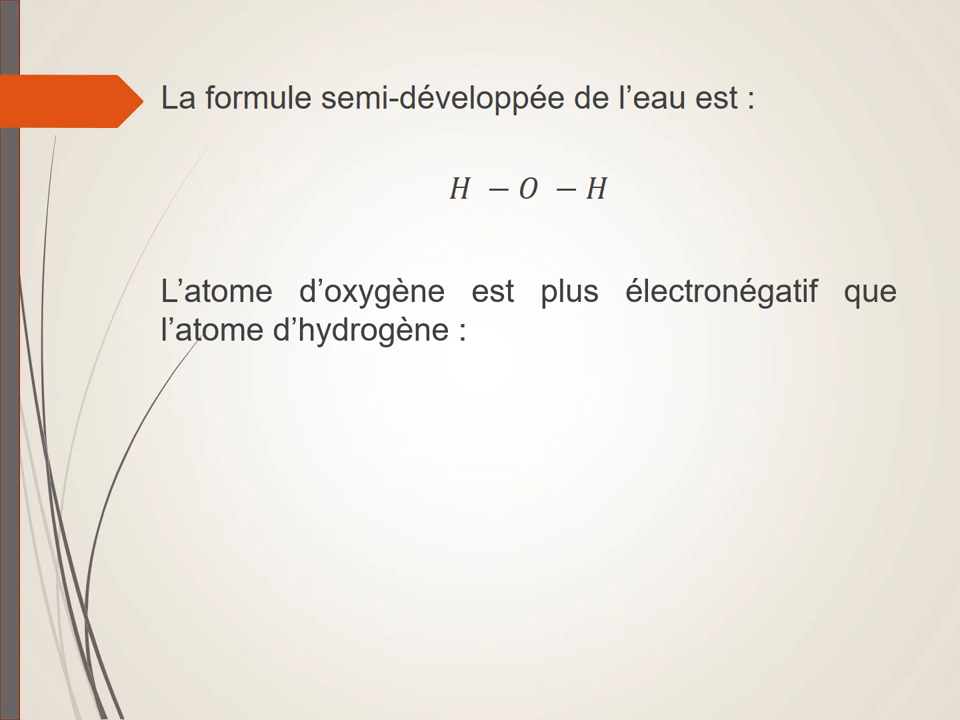 La formule semi-développée de l’eau est :
H − O − H
L’atome d’oxygène est plus électronégatif que
l’atome d’hydrogène :